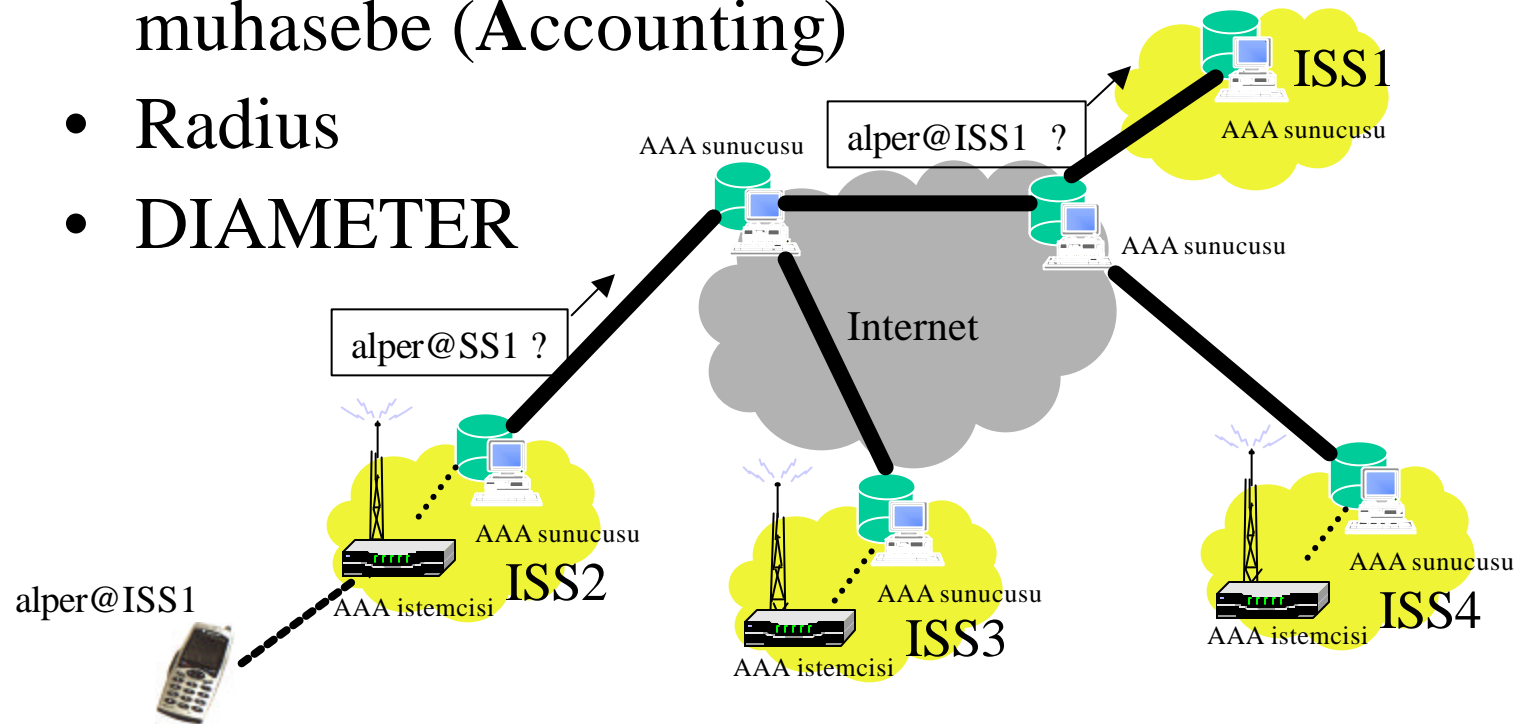 muhasebe (Accounting)
• Radius
• DIAMETER
ISS1
AAA sunucusu
alper@ISS1 ?
AAA sunucusu
AAA sunucusu
Internet
alper@SS1 ?
AAA sunucusu
ISS2
AAA istemcisi
alper@ISS1
AAA sunucusu
ISS3
AAA istemcisi
AAA sunucusu
ISS4
AAA istemcisi